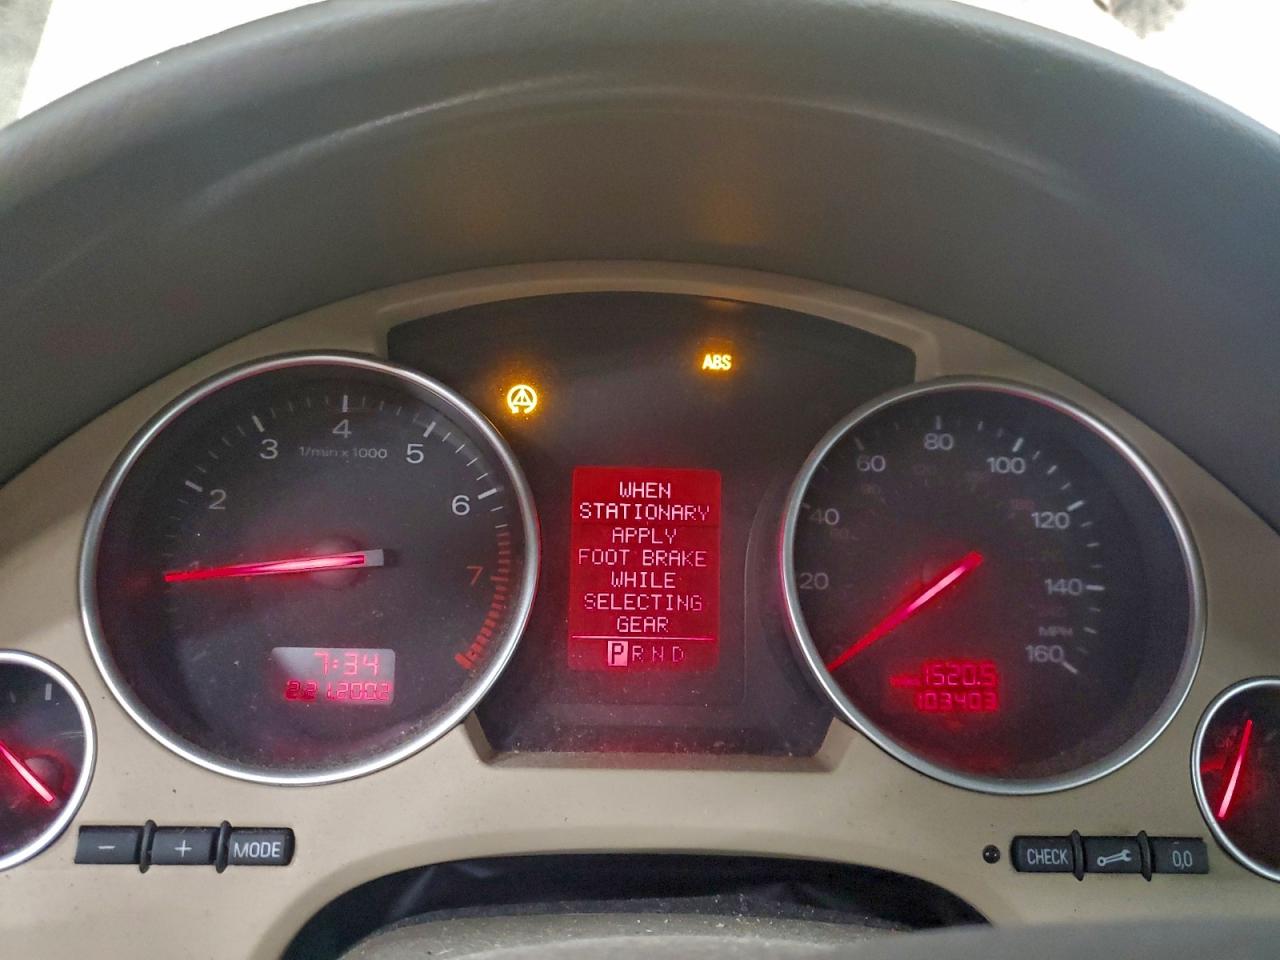 ABS
3 4 5
1/min x 1000
2 6
7
7:34
2.21.2002
WHEN
STATIONARY
APPLY
FOOT BRAKE
WHILE
SELECTING
GEAR
P R N D
80
60 100
40 120
20 140
MPH
160
1520.5
103403
1
- + MODE
CHECK 0,0